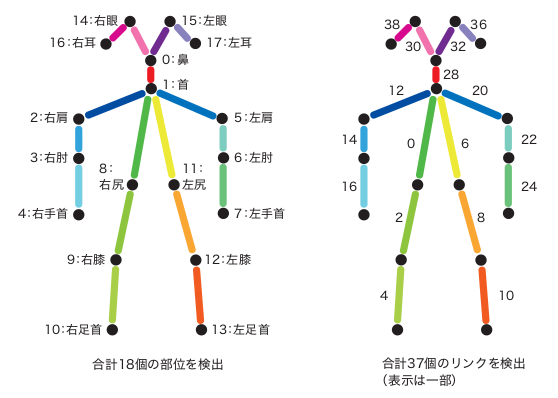 14：右眼
15：左眼
16：右耳
17：左耳
0：鼻
1：首
2：右肩
5：左肩
3：右肘
6：左肘
8：
右尻
11：
左尻
4：右手首
7：左手首
9：右膝
12：左膝
10：右足首
13：左足首
合計18個の部位を検出
38
36
30
32
28
12
20
14
0
6
22
16
24
2
8
4
10
合計37個のリンクを検出
（表示は一部）